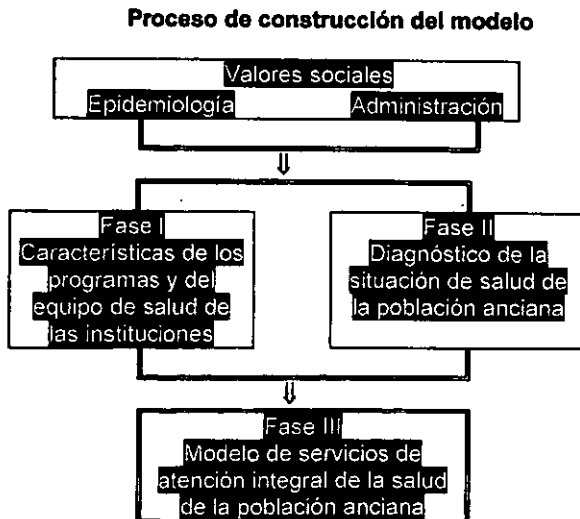 Proceso de construcción del modelo
Valores sociales
Epidemiología Administración
Fase I
Características de los
programas y del
equipo de salud de
las instituciones
Fase II
Diagnóstico de la
situación de salud de
la población anciana
Fase III
Modelo de servicios de
atención integral de la salud
de la población anciana